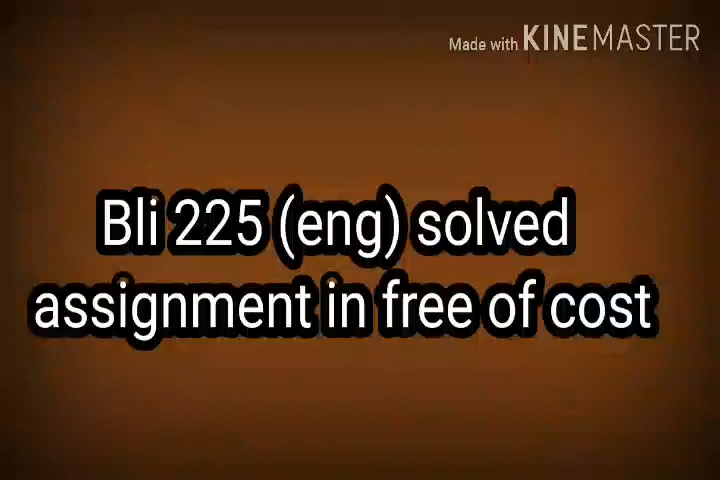 Made with KINEMASTER
Bli 225 (eng) solved
assignment in free of cost